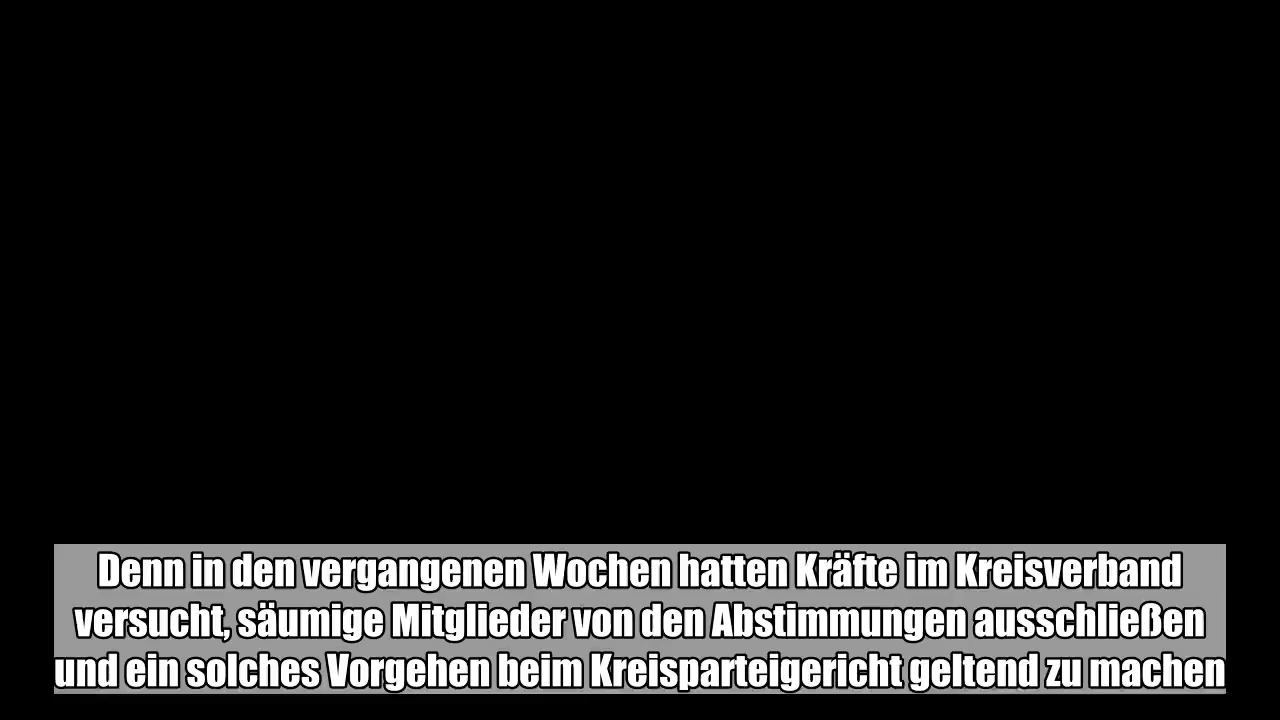 Denn in den vergangenen Wochen hatten Kräfte im Kreisverband
versucht, säumige Mitglieder von den Abstimmungen ausschließen
und ein solches Vorgehen beim Kreisparteigericht geltend zu machen